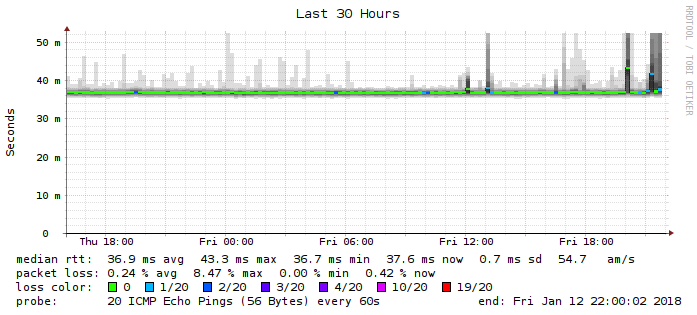 Last 30 Hours
RRDTOOL / TOBI OETIKER
Seconds
50 m
40 m
30 m
20 m
10 m
0
Thu 18:00 Fri 00:00 Fri 06:00 Fri 12:00 Fri 18:00
median rtt: 36.9 ms avg 43.3 ms max 36.7 ms min 37.6 ms now 0.7 ms sd 54.7 am/s
packet loss: 0.24 % avg 8.47 % max 0.00 % min 0.42 % now
loss color: 0 1/20 2/20 3/20 4/20 10/20 19/20
probe: 20 ICMP Echo Pings (56 Bytes) every 60s end: Fri Jan 12 22:00:02 2018